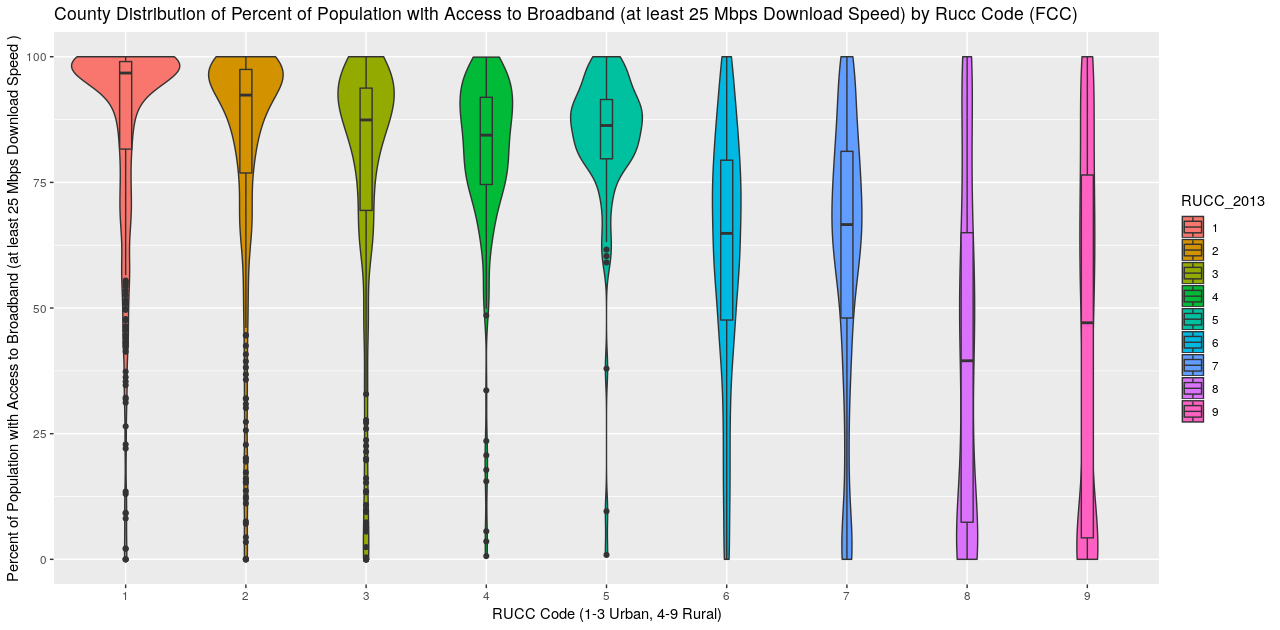 County Distribution of Percent of Population with Access to Broadband (at least 25 Mbps Download Speed) by Rucc Code (FCC)
Percent of Population with Access to Broadband (at least 25 Mbps Download Speed )
100
75
50
25
0
1 2 3 4 5 6 7 8 9
RUCC Code (1-3 Urban, 4-9 Rural)
RUCC_2013
1
2
3
4
5
6
7
8
9